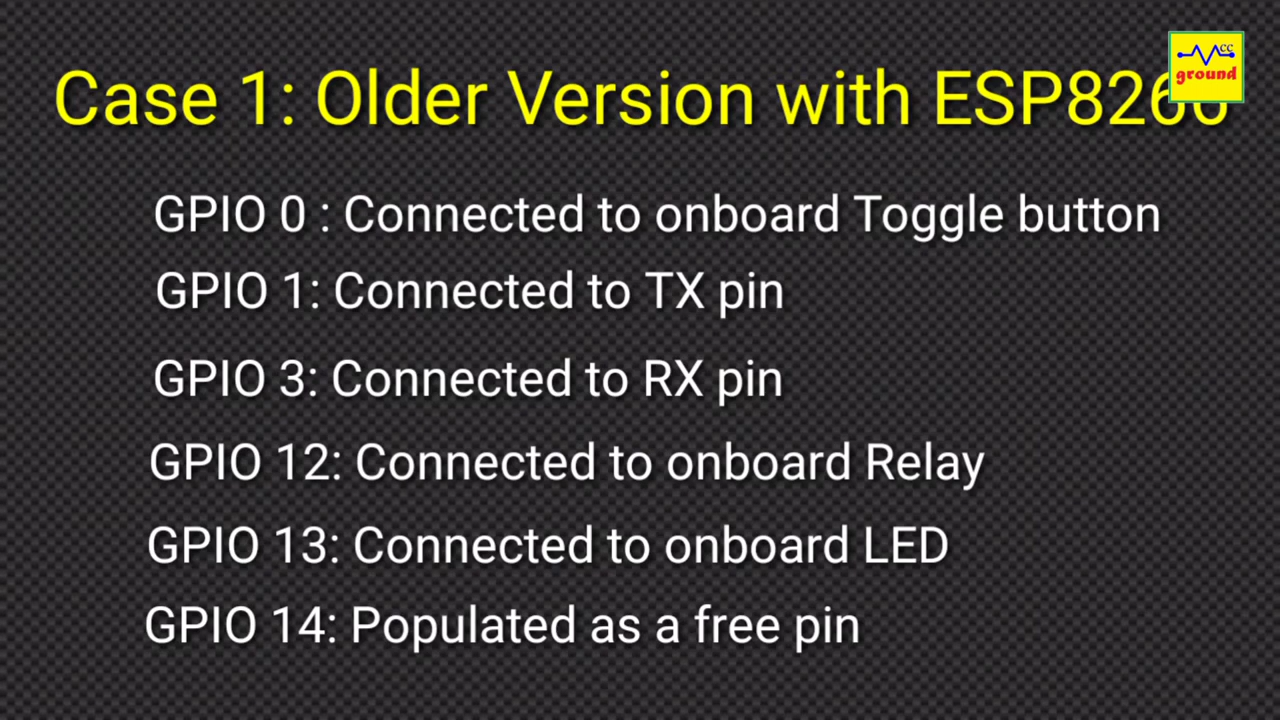 Case 1: Older Version with ESP8266
cc
ground
GPIO 0 : Connected to onboard Toggle button
GPIO 1: Connected to TX pin
GPIO 3: Connected to RX pin
GPIO 12: Connected to onboard Relay
GPIO 13: Connected to onboard LED
GPIO 14: Populated as a free pin